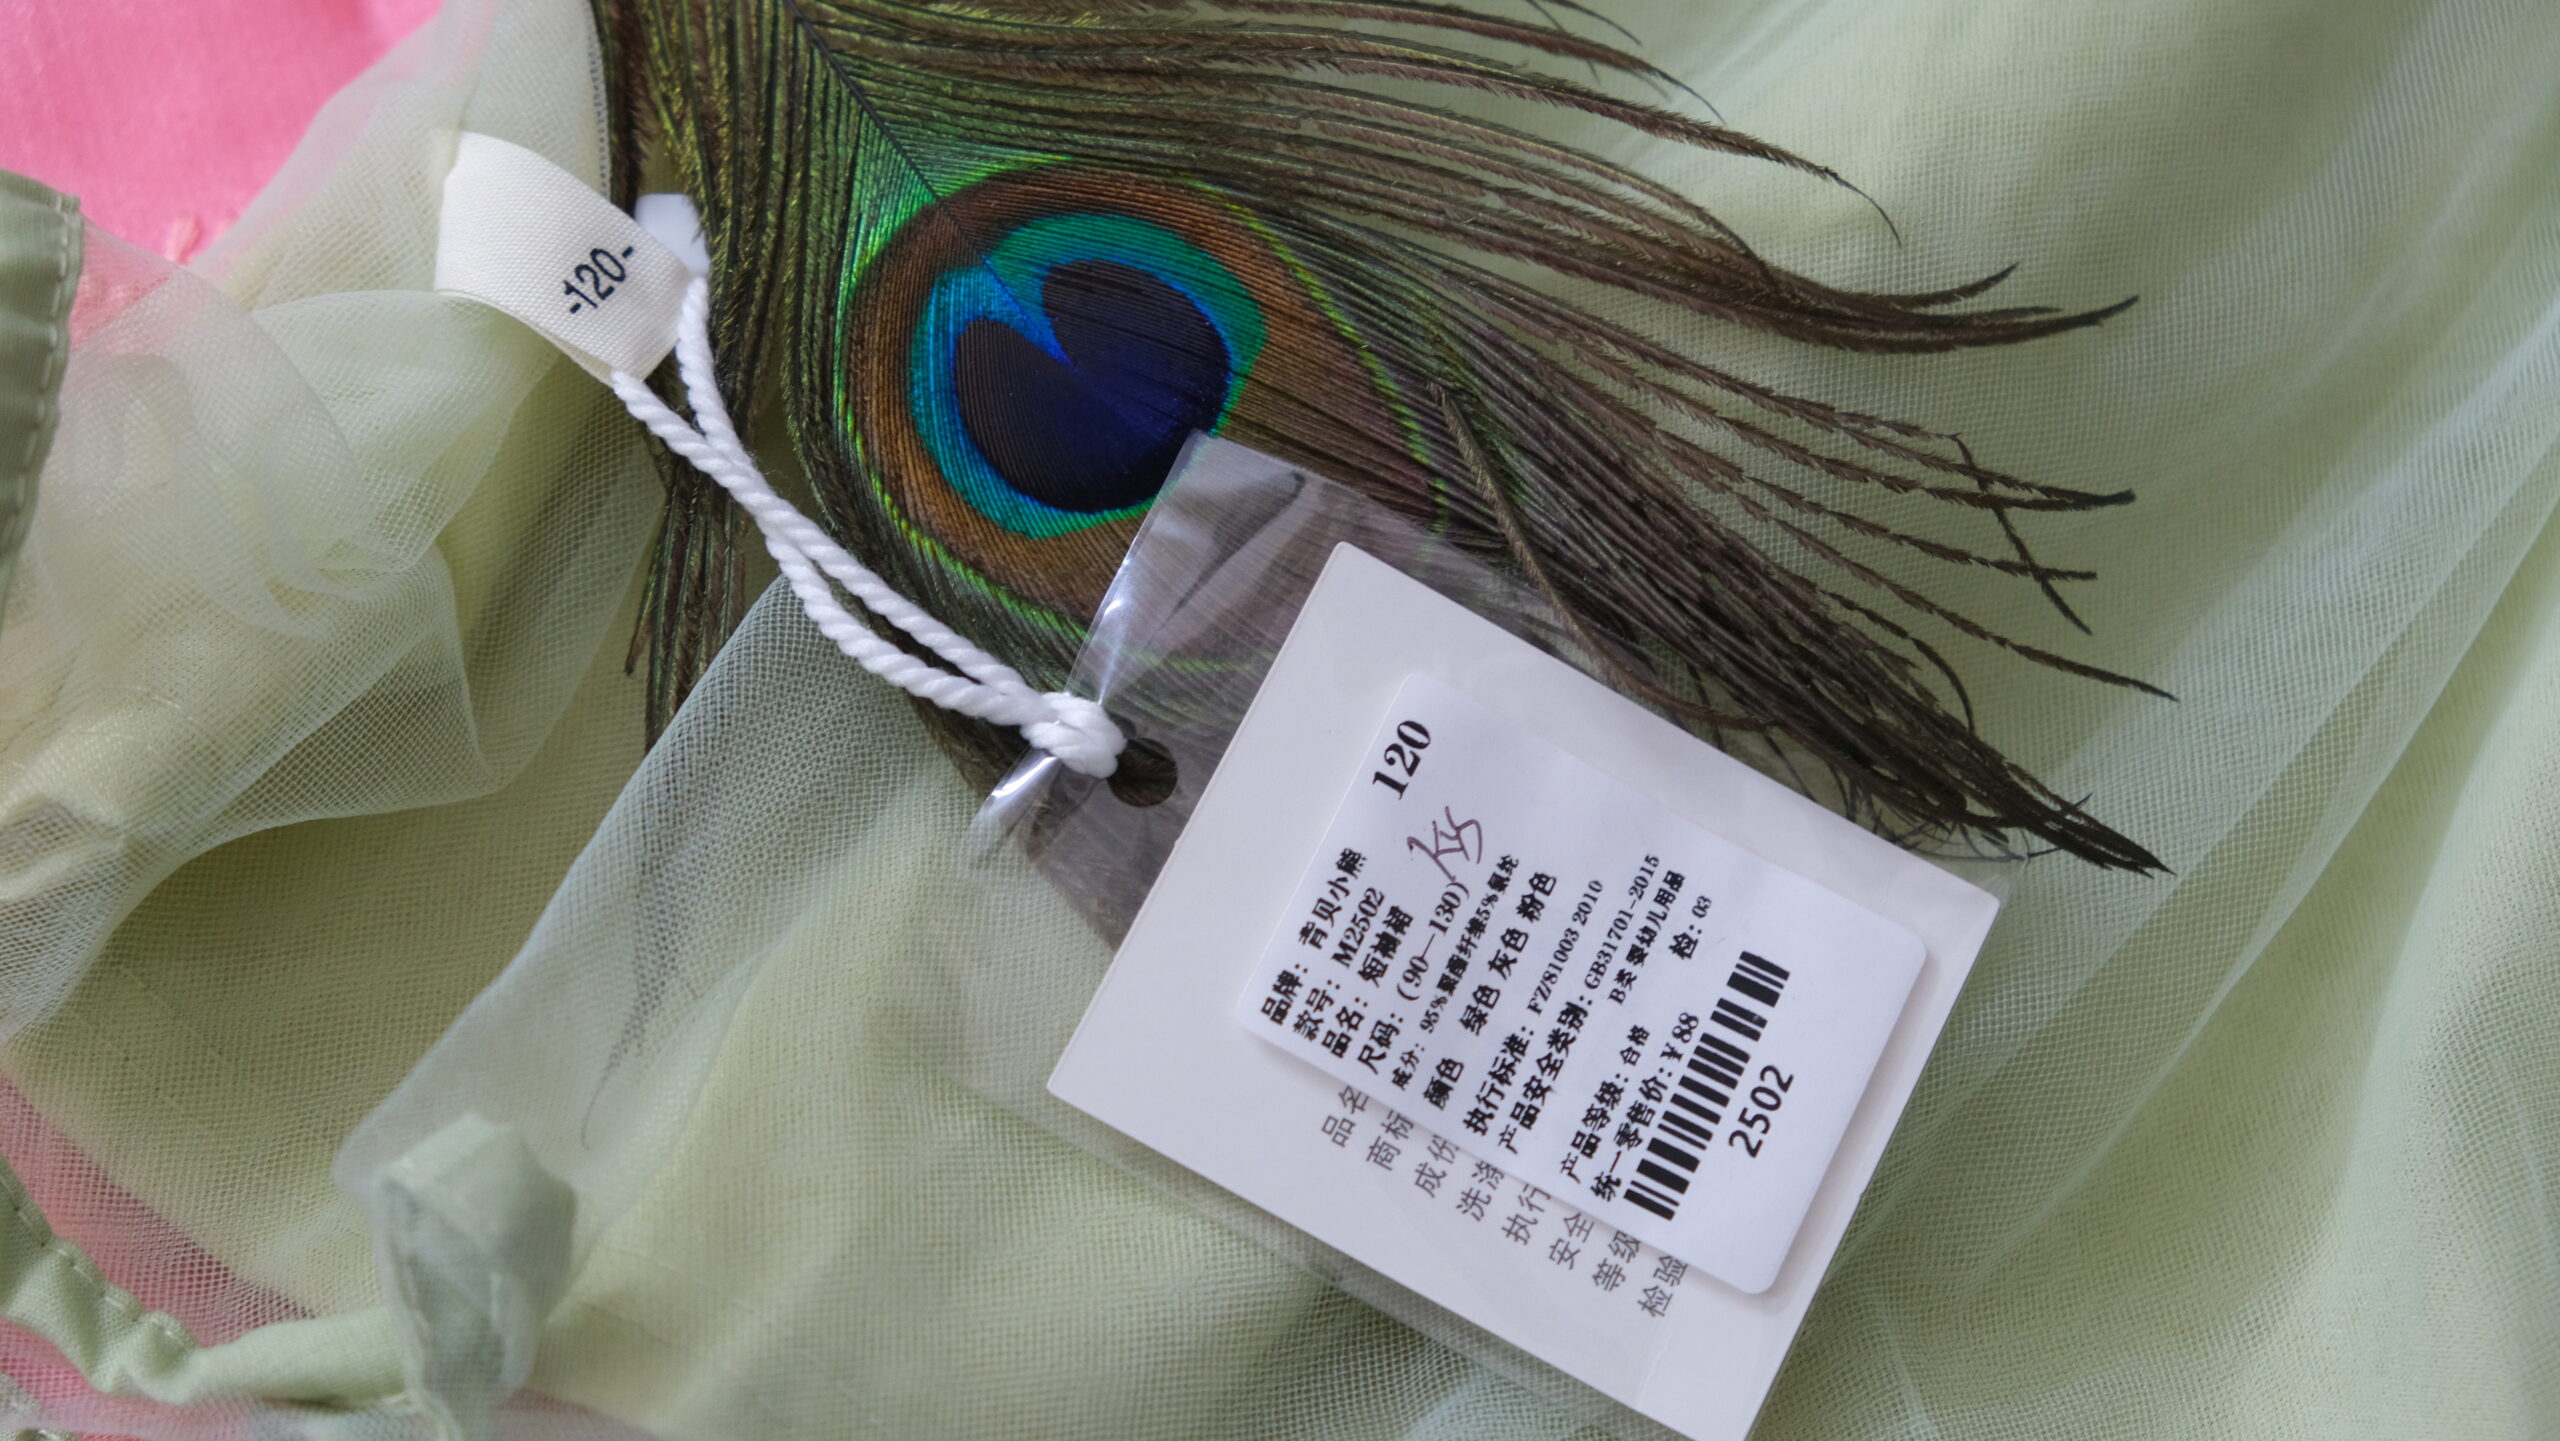 -120-
120
品牌：背贝小熊
款号：M2502
品名：短袖裙
尺码：（90—130）
成分：95%聚酯纤维5%氨纶
颜色 绿色 灰色 粉色
执行标准：FZ/81003 2010
产品安全类别：GB31701-2015
B类 婴幼儿用品
检：03
产品等级：合格
统一零售价：¥88
2502
品名
商标
成份
洗涤
执行
安全
等级
检验